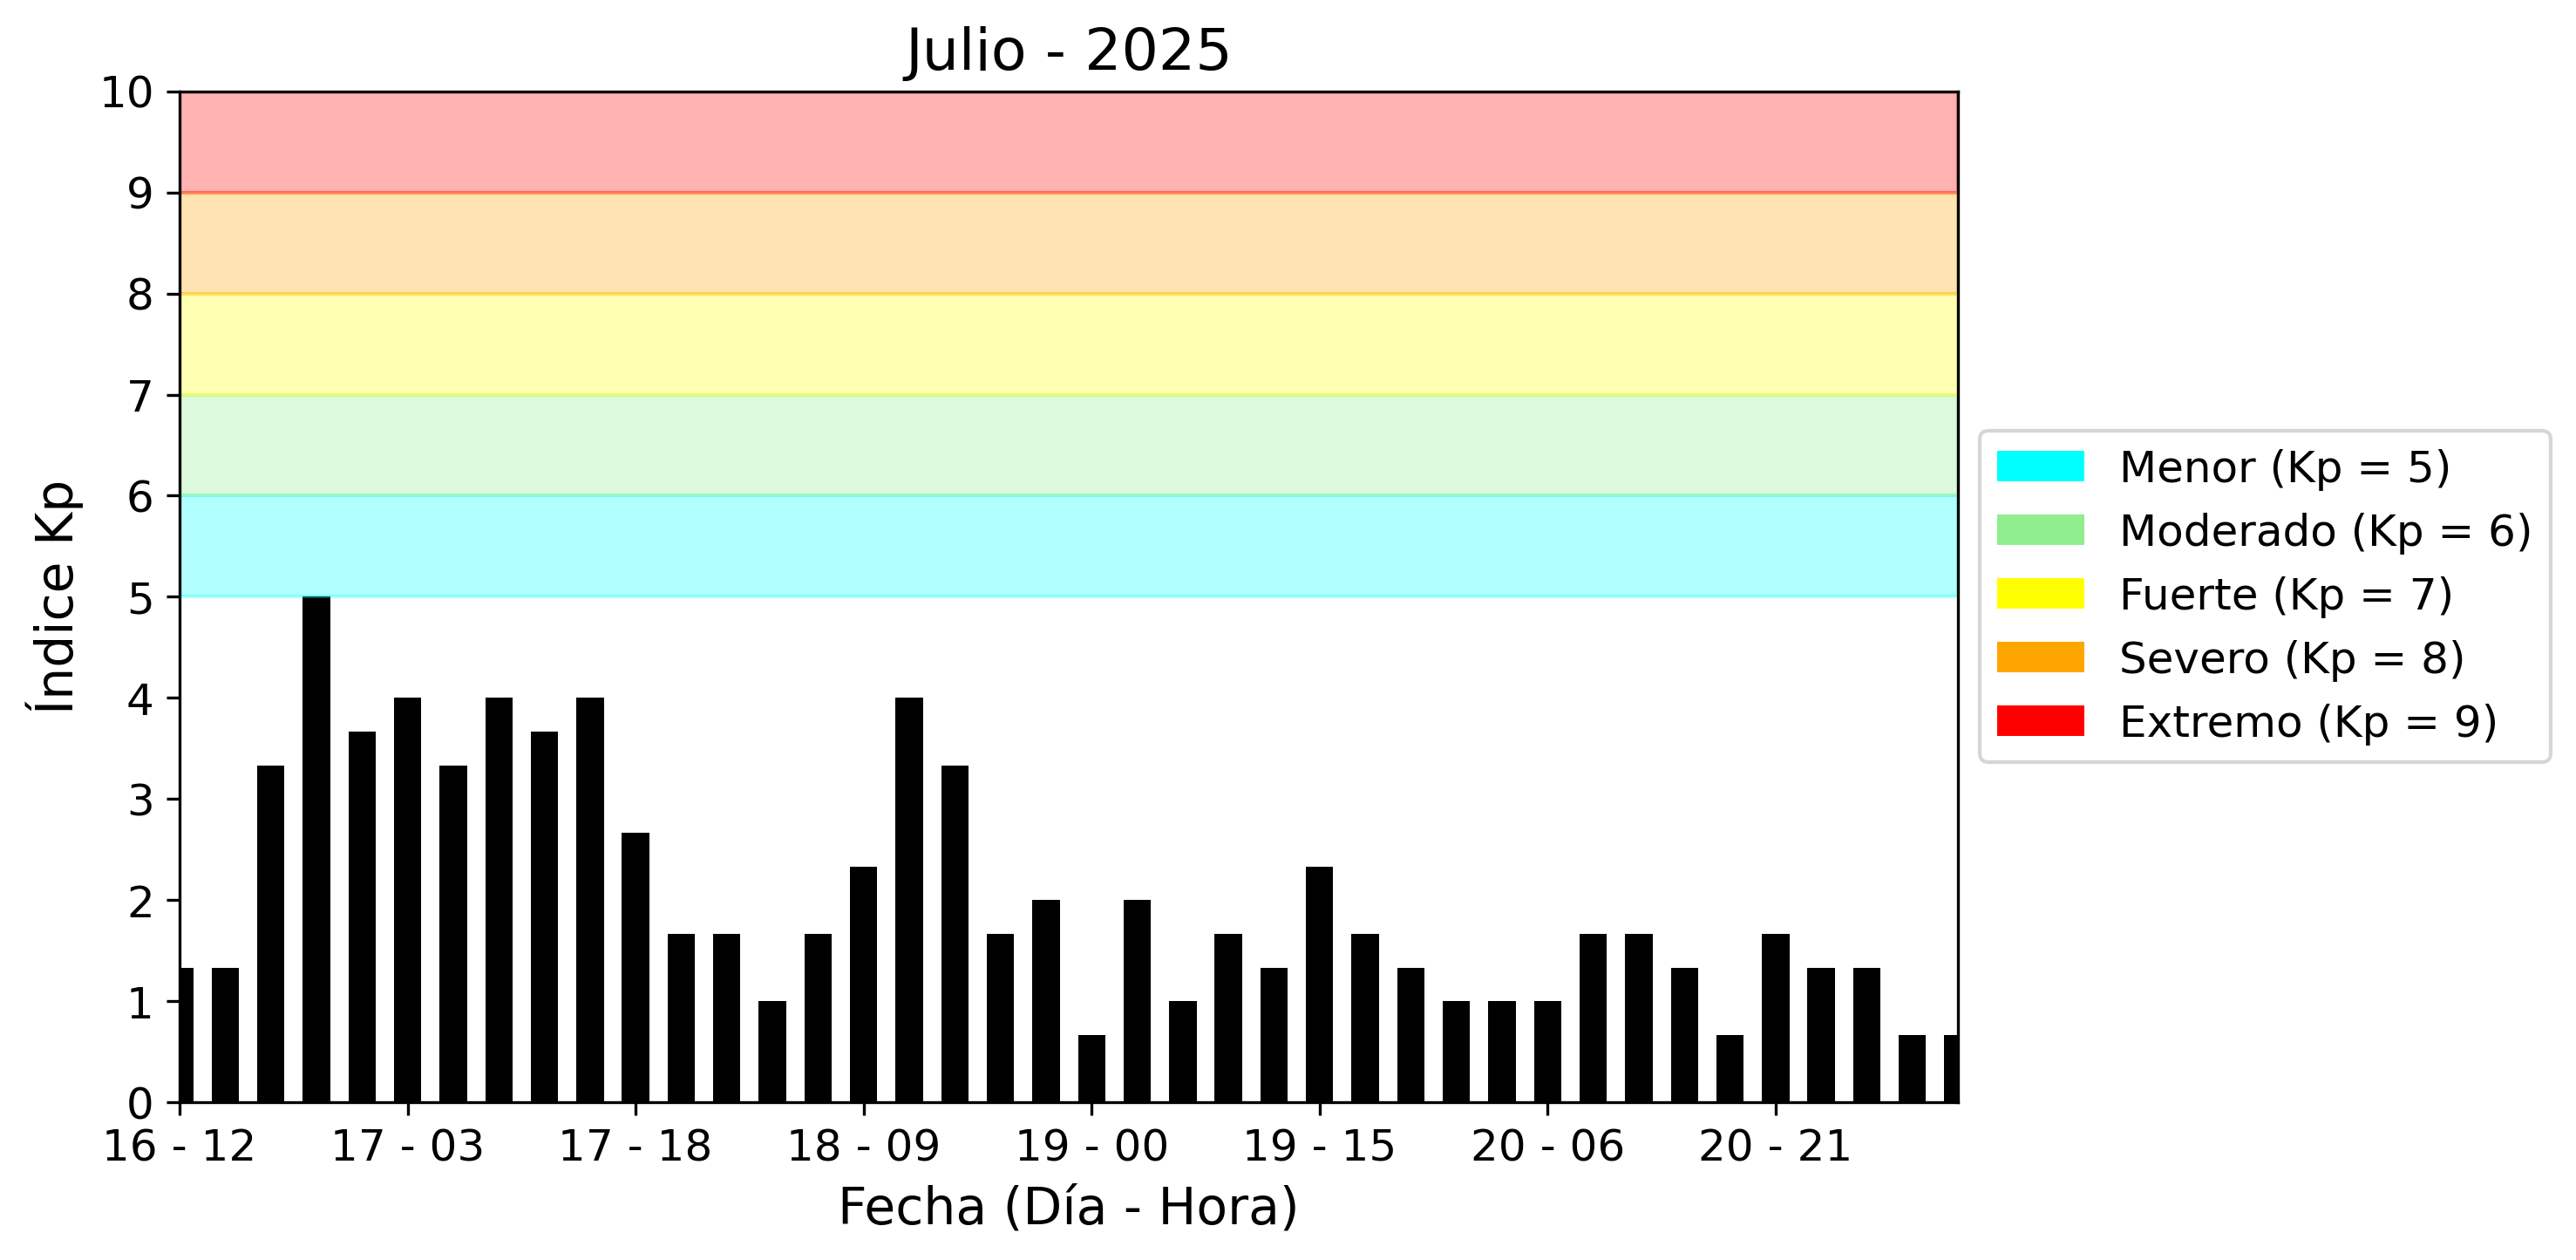 Julio - 2025
10
9
8
7
6
5
4
3
2
1
0
Índice Kp
16 - 12
17 - 03
17 - 18
18 - 09
19 - 00
19 - 15
20 - 06
20 - 21
Fecha (Día - Hora)
Menor (Kp = 5)
Moderado (Kp = 6)
Fuerte (Kp = 7)
Severo (Kp = 8)
Extremo (Kp = 9)